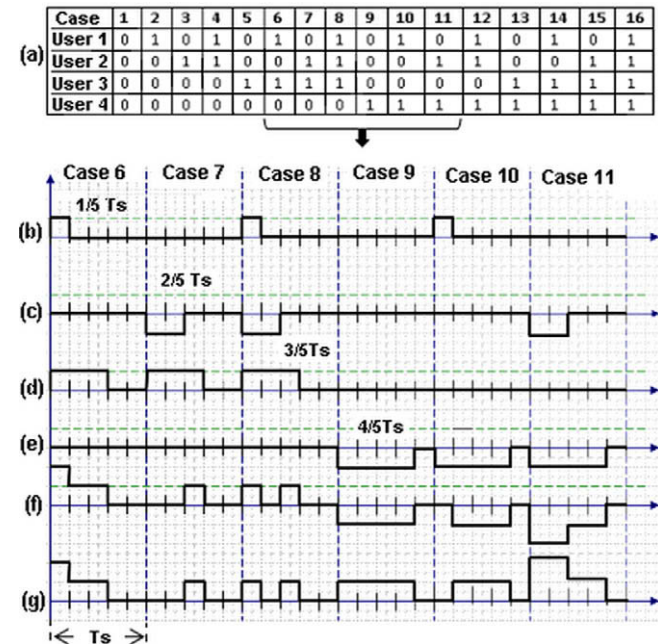 Case 1 2 3 4 5 6 7 8 9 10 11 12 13 14 15 16
User 1 0 1 0 1 0 1 0 1 0 1 0 1 0 1 0 1
(a)
User 2 0 0 1 1 0 0 1 1 0 0 1 1 0 0 1 1
User 3 0 0 0 0 1 1 1 1 0 0 0 0 1 1 1 1
User 4 0 0 0 0 0 0 0 0 1 1 1 1 1 1 1 1
Case 6 Case 7 Case 8 Case 9 Case 10 Case 11
1/5 Ts
(b)
2/5 Ts
(c)
3/5Ts
(d)
4/5Ts
(e)
(f)
(g)
Ts